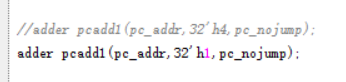 //adder pcadd1(pc_addr,32'h4,pc_nojump);
adder pcadd1(pc_addr,32'h1,pc_nojump);